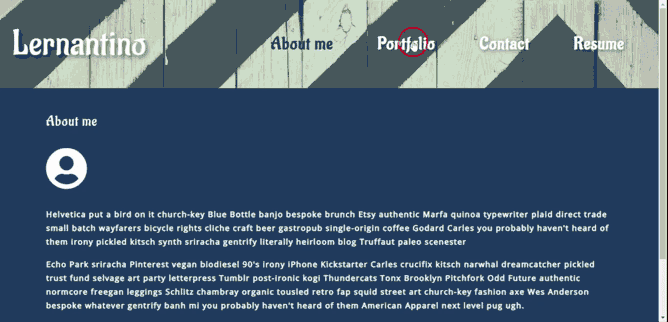 Lernantino
About me
Portfolio
Contact
Resume
About me
Helvetica put a bird on it church-key Blue Bottle banjo bespoke brunch Etsy authentic Marfa quinoa typewriter plaid direct trade
small batch wayfarers bicycle rights cliche craft beer gastropub single-origin coffee Godard Carles you probably haven't heard of
them irony pickled kitsch synth sriracha gentrify literally heirloom blog Truffaut paleo scenester
Echo Park sriracha Pinterest vegan biodiesel 90's irony iPhone Kickstarter Carles crucifix kitsch narwhal dreamcatcher pickled
trust fund selvage art party letterpress Tumblr post-ironic kogi Thundercats Tonx Brooklyn Pitchfork Odd Future authentic
normcore freegan leggings Schlitz chambray organic tousled retro fap squid street art church-key fashion axe Wes Anderson
bespoke whatever gentrify banh mi you probably haven't heard of them American Apparel next level pug ugh.